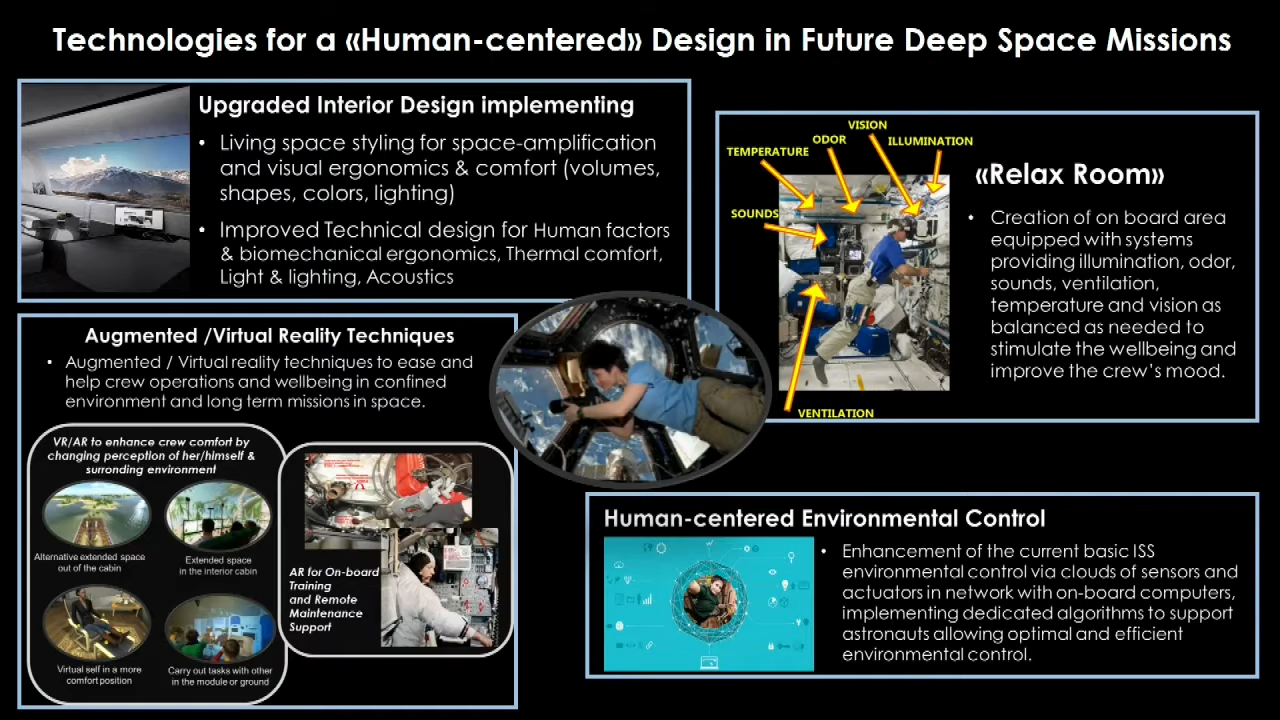 Technologies for a «Human-centered» Design in Future Deep Space Missions
Upgraded Interior Design implementing
• Living space styling for space-amplification
and visual ergonomics & comfort (volumes,
shapes, colors, lighting)
• Improved Technical design for Human factors
& biomechanical ergonomics, Thermal comfort,
Light & lighting, Acoustics
VISION
ODOR
ILLUMINATION
TEMPERATURE
SOUNDS
VENTILATION
«Relax Room»
• Creation of on board area
equipped with systems
providing illumination, odor,
sounds, ventilation,
temperature and vision as
balanced as needed to
stimulate the wellbeing and
improve the crew's mood.
Augmented /Virtual Reality Techniques
• Augmented / Virtual reality techniques to ease and
help crew operations and wellbeing in confined
environment and long term missions in space.
VR/AR to enhance crew comfort by
changing perception of her/himself &
surronding environment
Alternative extended space
out of the cabin
Extended space
in the interior cabin
Virtual self in a more
comfort position
Carry out tasks with other
in the module or ground
AR for On-board
Training
and Remote
Maintenance
Support
Human-centered Environmental Control
• Enhancement of the current basic ISS
environmental control via clouds of sensors and
actuators in network with on-board computers,
implementing dedicated algorithms to support
astronauts allowing optimal and efficient
environmental control.